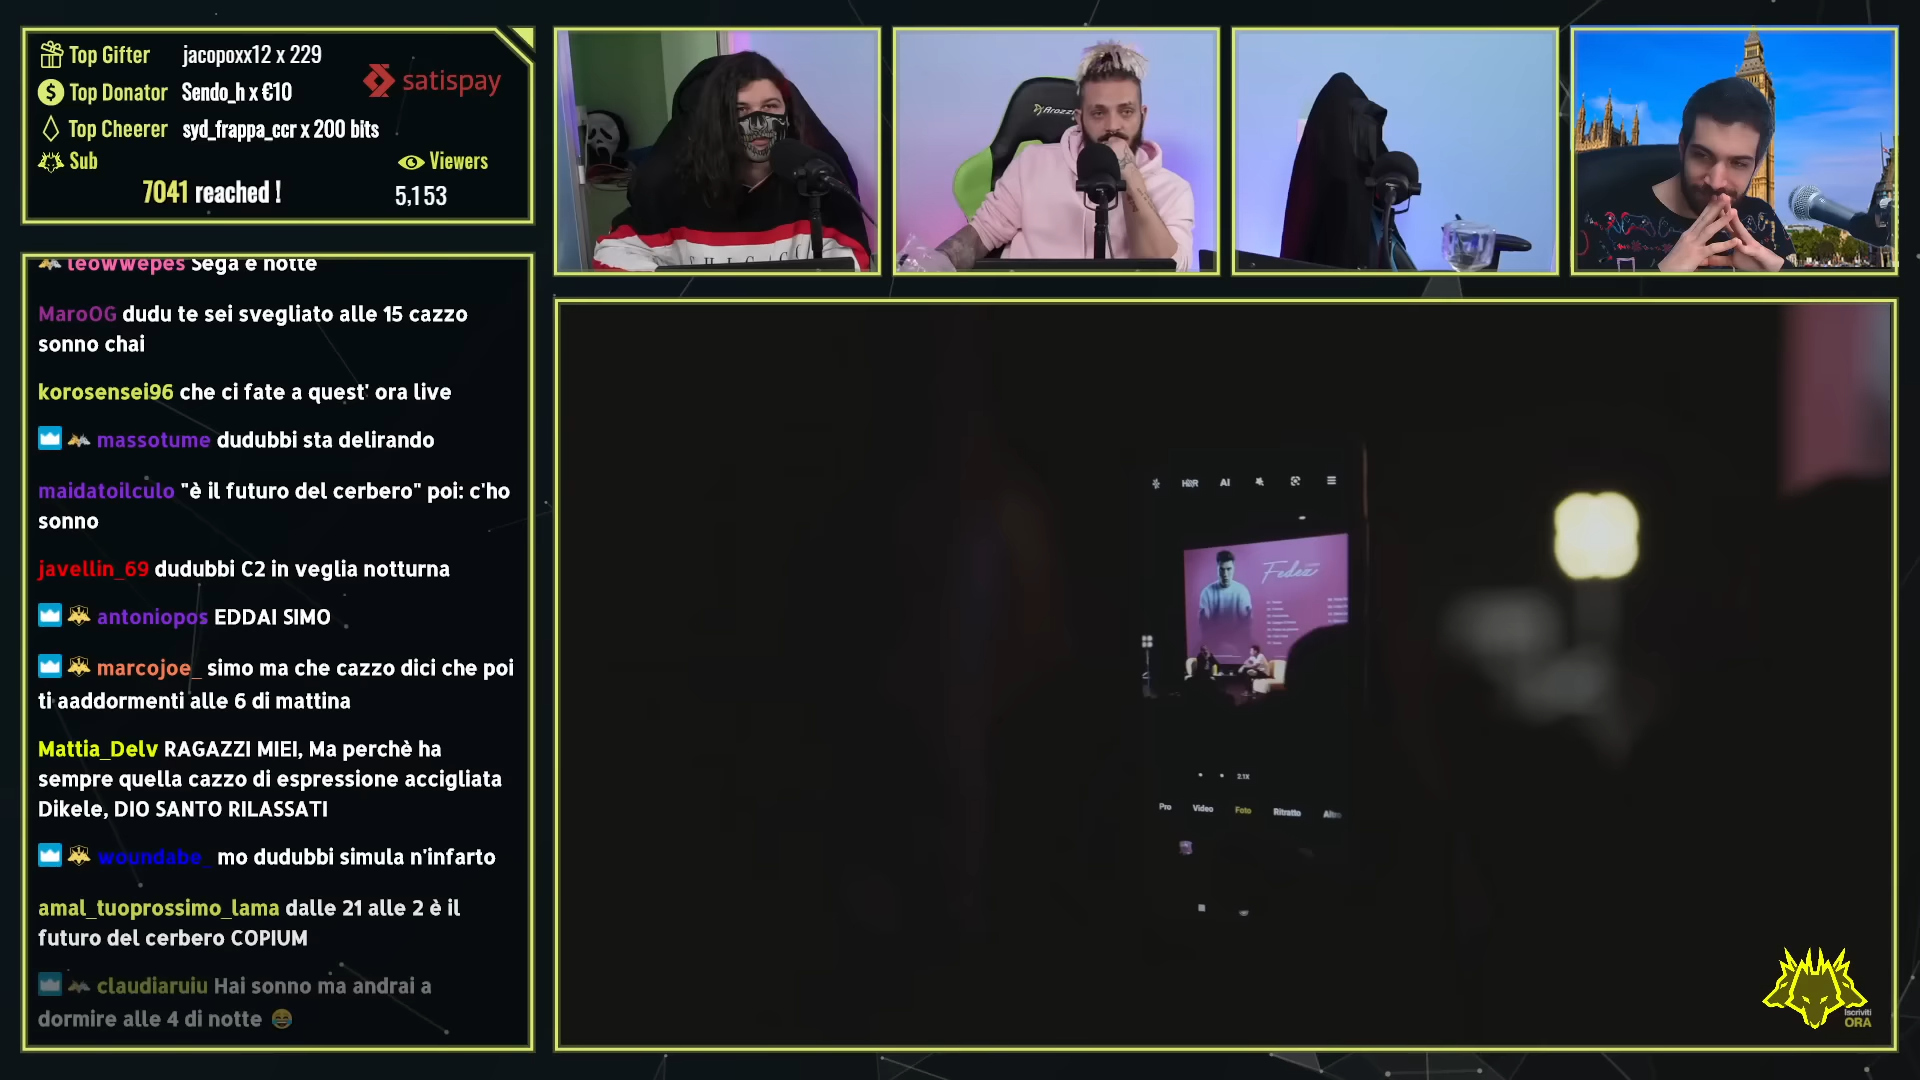 Top Gifter jacopoxx12 x 229
satispay
Top Donator Sendo_h x €10
Top Cheerer syd_frappa_ccr x 200 bits
Sub
Viewers
7041 reached !
5,153
leowwepes Sega e notte
MaroOG dudu te sei svegliato alle 15 cazzo
sonno chai
korosensei96 che ci fate a quest' ora live
massotume dudubbi sta delirando
maidatoilculo "è il futuro del cerbero" poi: c'ho
sonno
javellin_69 dudubbi C2 in veglia notturna
antoniopos EDDAI SIMO
marcojoe_ simo ma che cazzo dici che poi
ti aaddormenti alle 6 di mattina
Mattia_Delv RAGAZZI MIEI, Ma perchè ha
sempre quella cazzo di espressione accigliata
Dikele, DIO SANTO RILASSATI
woundabe_ mo dudubbi simula n'infarto
amal_tuoprossimo_lama dalle 21 alle 2 è il
futuro del cerbero COPIUM
claudiaruiu Hai sonno ma andrai a
dormire alle 4 di notte 😂
Arozzi
HDR AI
Fedez
2.1X
Pro Video Foto Ritratto Altro
Iscriviti
ORA